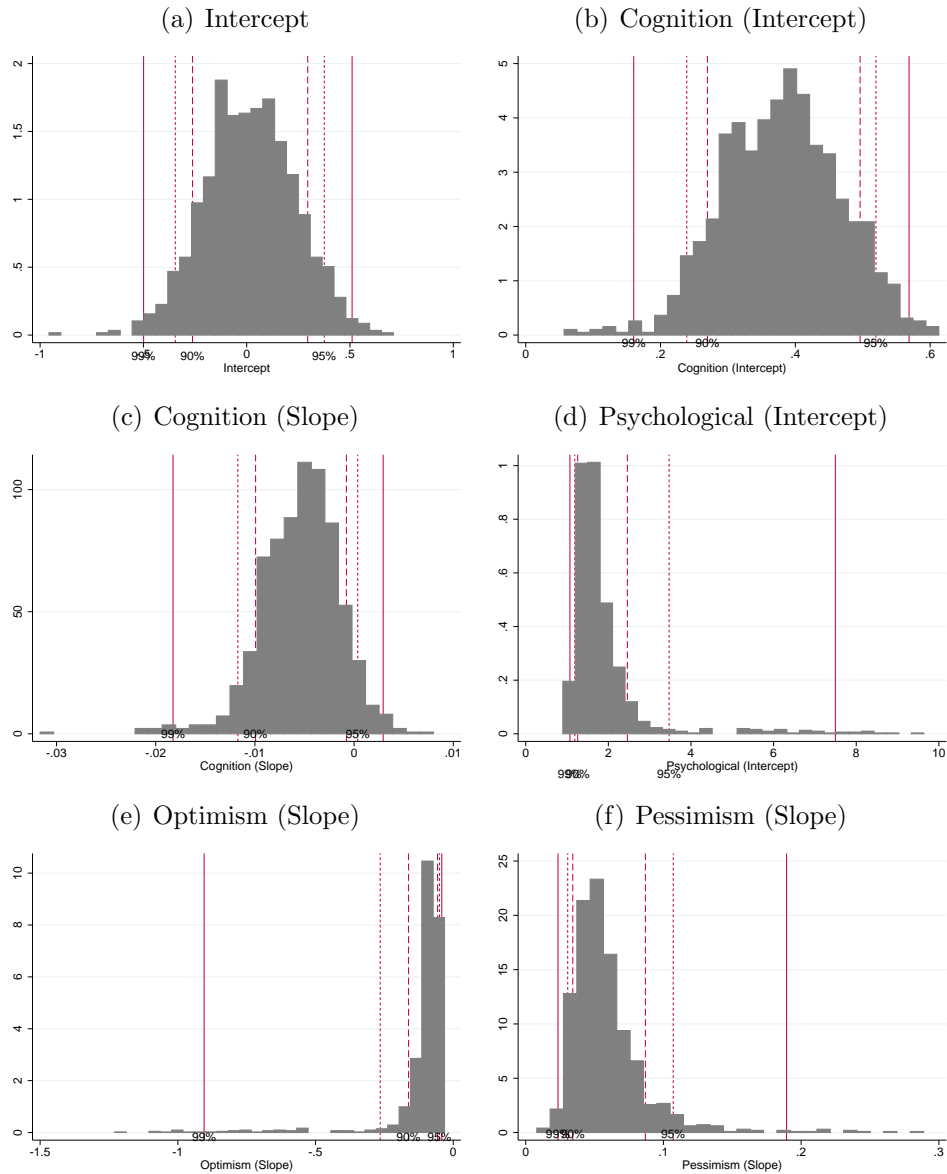 (a) Intercept
(b) Cognition (Intercept)
2
1.5
1
.5
0
-1 -.5 0 .5 1
99% 90% 95%
Intercept
5
4
3
2
1
0
0 .2 .4 .6
99% 90% 95%
Cognition (Intercept)
(c) Cognition (Slope)
(d) Psychological (Intercept)
100
50
0
99% 90% 95%
-.03 -.02 -.01 0 .01
Cognition (Slope)
1
.8
.6
.4
.2
0
0 2 4 6 8 10
Psychological (Intercept)
99% 90% 95%
(e) Optimism (Slope)
(f) Pessimism (Slope)
10
8
6
4
2
0
99% 90% 95%
-1.5 -1 -.5 0
Optimism (Slope)
25
20
15
10
5
0
99% 90% 95%
0 .1 .2 .3
Pessimism (Slope)